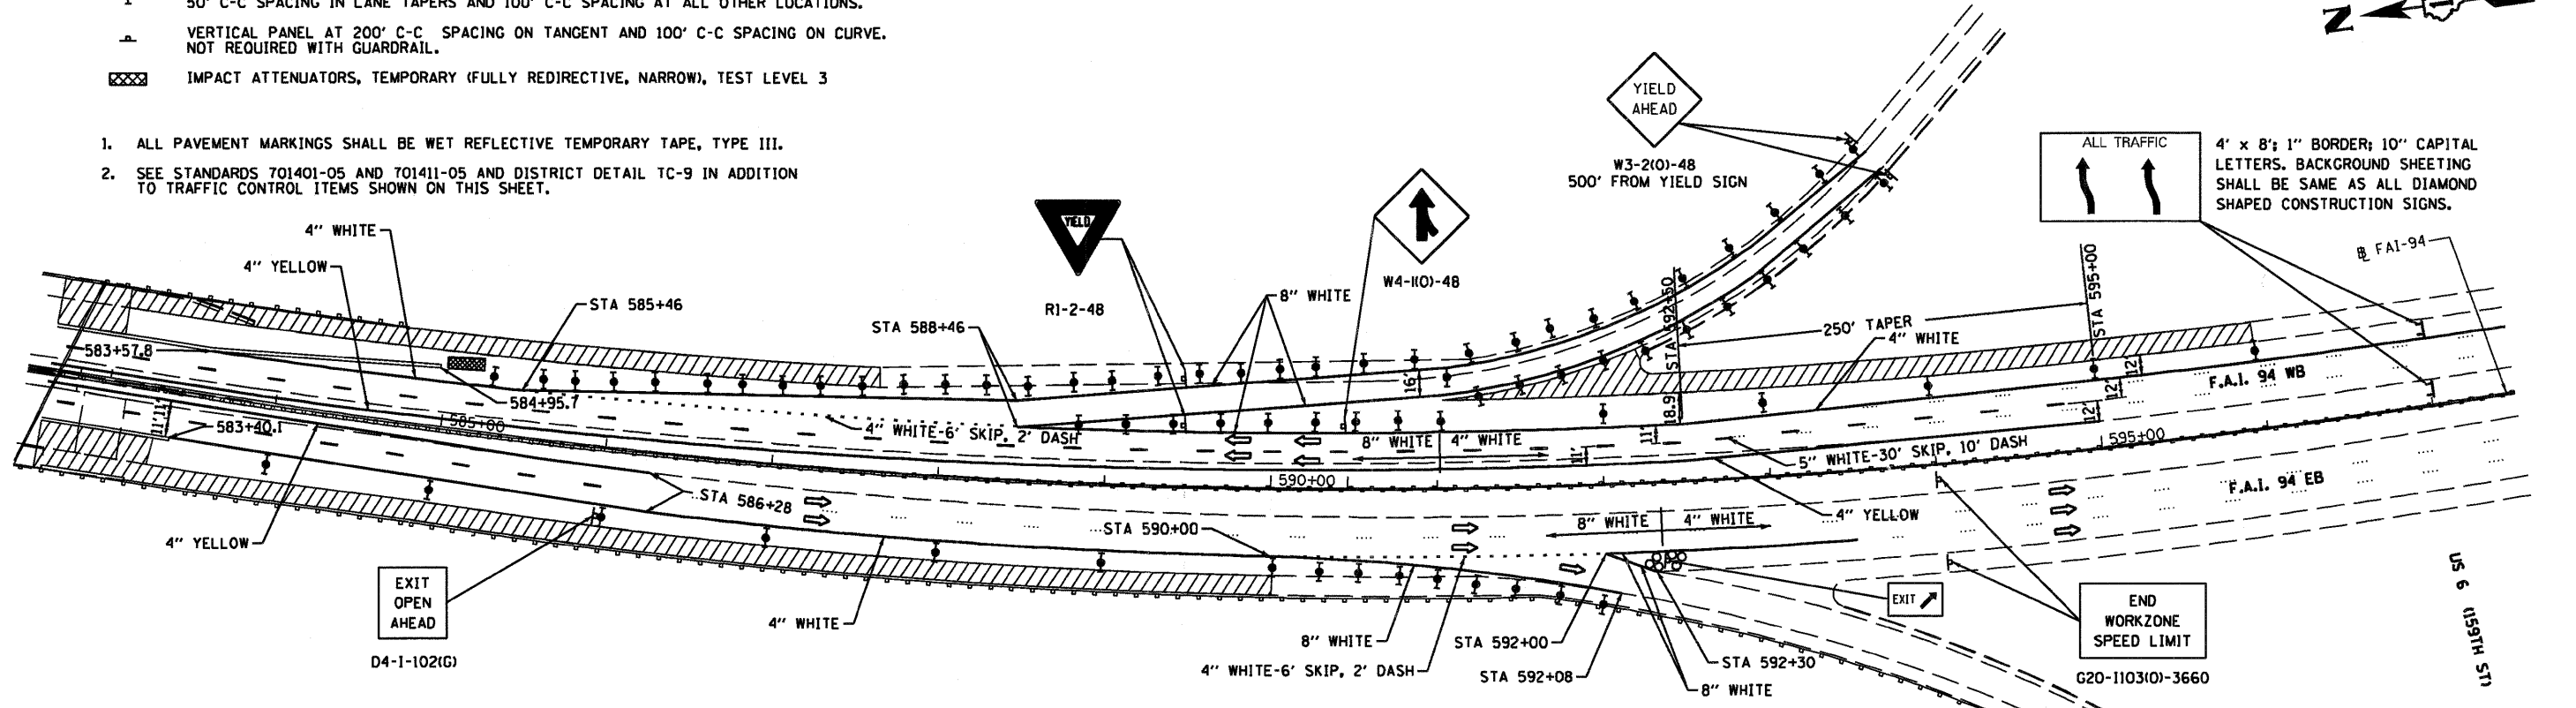 50' C-C SPACING IN LANE TAPERS AND 100' C-C SPACING AT ALL OTHER LOCATIONS.
VERTICAL PANEL AT 200' C-C SPACING ON TANGENT AND 100' C-C SPACING ON CURVE.
NOT REQUIRED WITH GUARDRAIL.
IMPACT ATTENUATORS, TEMPORARY (FULLY REDIRECTIVE, NARROW), TEST LEVEL 3
1. ALL PAVEMENT MARKINGS SHALL BE WET REFLECTIVE TEMPORARY TAPE, TYPE III.
2. SEE STANDARDS 701401-05 AND 701411-05 AND DISTRICT DETAIL TC-9 IN ADDITION
TO TRAFFIC CONTROL ITEMS SHOWN ON THIS SHEET.
N
YIELD
AHEAD
W3-2(O)-48
500' FROM YIELD SIGN
ALL TRAFFIC
4' x 8'; 1" BORDER; 10" CAPITAL
LETTERS. BACKGROUND SHEETING
SHALL BE SAME AS ALL DIAMOND
SHAPED CONSTRUCTION SIGNS.
YIELD
R1-2-48
W4-1(O)-48
4" WHITE
4" YELLOW
STA 585+46
STA 588+46
8" WHITE
STA 592+50
250' TAPER
4" WHITE
STA 595+00
FAI-94
583+57.8
584+95.7
583+40.1
11'
11'
585+00
4" WHITE-6' SKIP, 2' DASH
16'
18.9'
8" WHITE
4" WHITE
11'
11'
12'
12'
12'
F.A.I. 94 WB
5" WHITE-30' SKIP, 10' DASH
595+00
590+00
STA 586+28
F.A.I. 94 EB
4" YELLOW
4" YELLOW
STA 590+00
8" WHITE
4" WHITE
EXIT
OPEN
AHEAD
D4-I-102(G)
4" WHITE
8" WHITE
4" WHITE-6' SKIP, 2' DASH
STA 592+00
STA 592+08
STA 592+30
8" WHITE
EXIT
END
WORKZONE
SPEED LIMIT
G20-I103(O)-3660
US 6 (159TH ST)